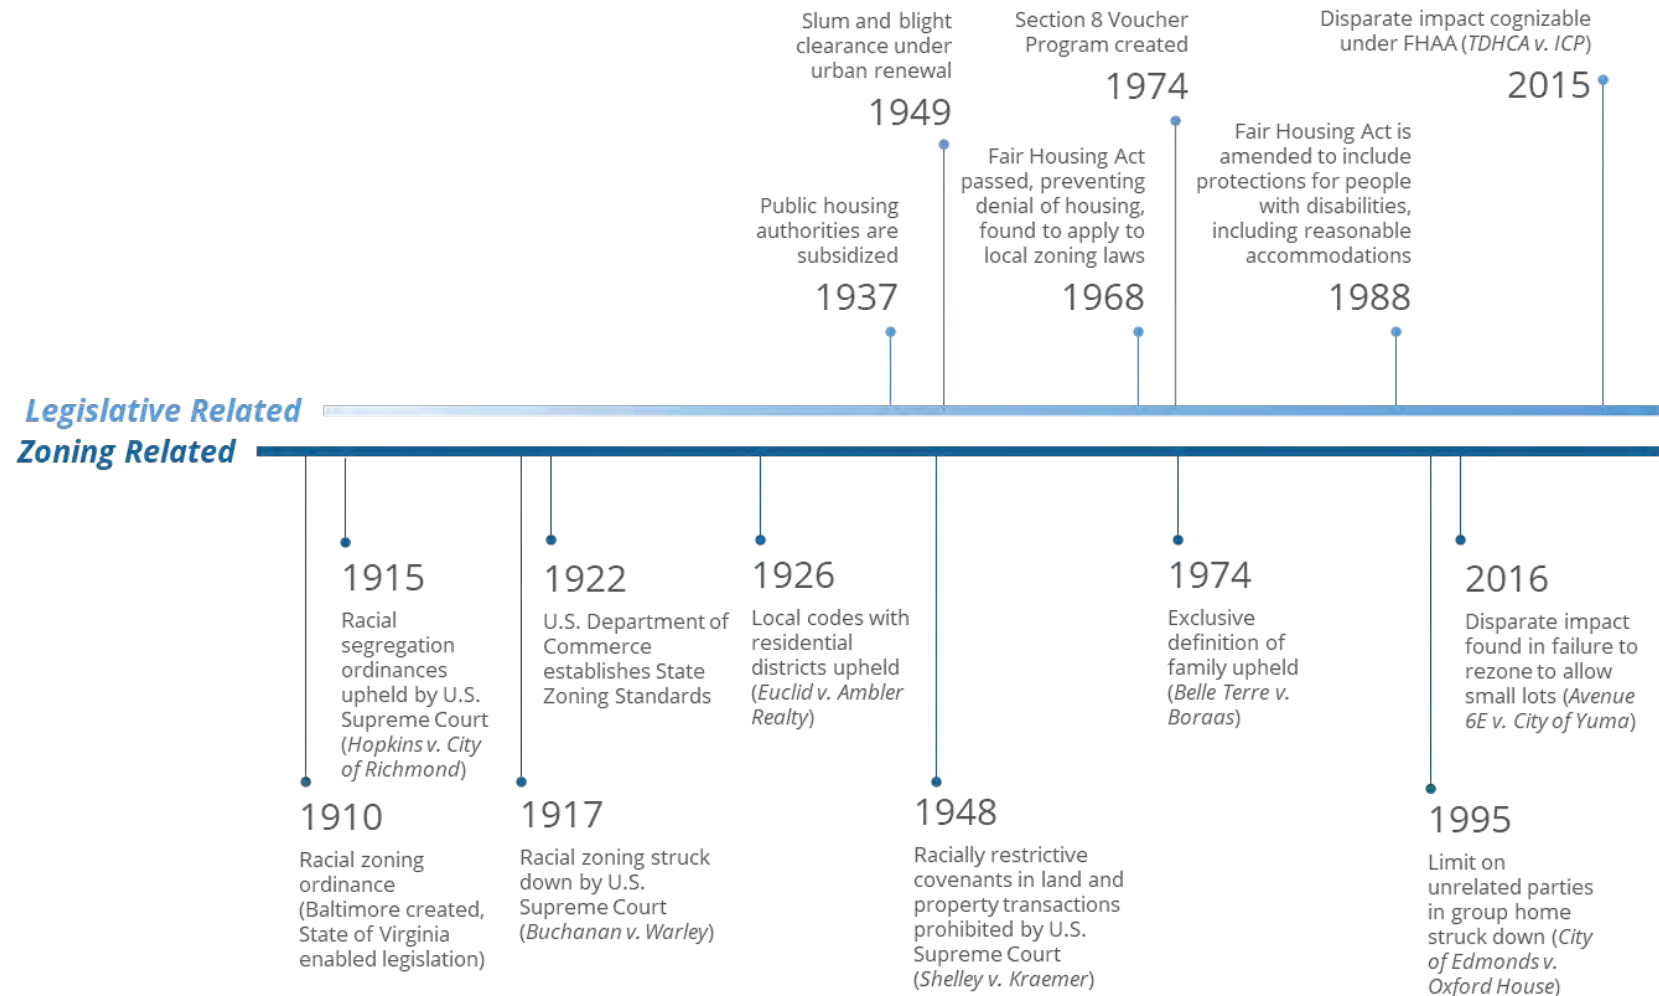 Slum and blight
clearance under
urban renewal
1949
Section 8 Voucher
Program created
1974
Disparate impact cognizable
under FHAA (TDHCA v. ICP)
2015
Public housing
authorities are
subsidized
1937
Fair Housing Act
passed, preventing
denial of housing,
found to apply to
local zoning laws
1968
Fair Housing Act is
amended to include
protections for people
with disabilities,
including reasonable
accommodations
1988
Legislative Related
Zoning Related
1915
Racial
segregation
ordinances
upheld by U.S.
Supreme Court
(Hopkins v. City
of Richmond)
1922
U.S. Department of
Commerce
establishes State
Zoning Standards
1926
Local codes with
residential
districts upheld
(Euclid v. Ambler
Realty)
1974
Exclusive
definition of
family upheld
(Belle Terre v.
Boraas)
2016
Disparate impact
found in failure to
rezone to allow
small lots (Avenue
6E v. City of Yuma)
1910
Racial zoning
ordinance
(Baltimore created,
State of Virginia
enabled legislation)
1917
Racial zoning struck
down by U.S.
Supreme Court
(Buchanan v. Warley)
1948
Racially restrictive
covenants in land and
property transactions
prohibited by U.S.
Supreme Court
(Shelley v. Kraemer)
1995
Limit on
unrelated parties
in group home
struck down (City
of Edmonds v.
Oxford House)